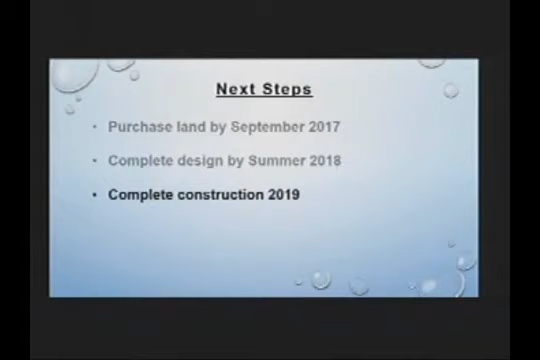 Next Steps
• Purchase land by September 2017
• Complete design by Summer 2018
• Complete construction 2019